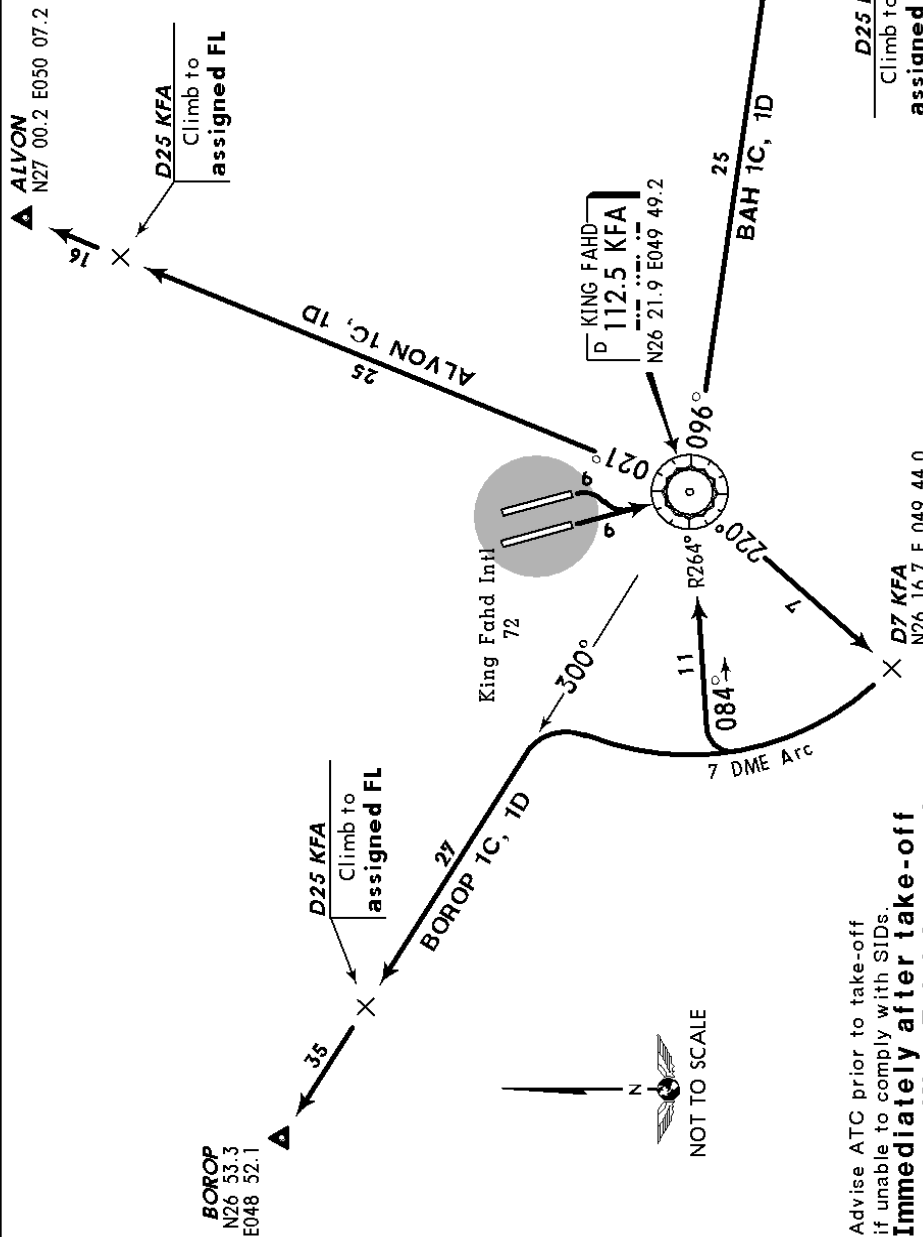 ALVON
N27 00.2 E050 07.2
16
D25 KFA
Climb to
assigned FL
25
ALVON 1C, 1D
D25
Climb to
assigned
King Fahd Intl
72
6
6
021°
D KING FAHD
112.5 KFA
N26 21.9 E049 49.2
25
BAH 1C, 1D
096°
BOROP
N26 53.3
E048 52.1
35
D25 KFA
Climb to
assigned FL
27
BOROP 1C, 1D
300°
R264°
11
084°
220°
7
7 DME Arc
D7 KFA
N26 16.7 E 049 44.0
N
NOT TO SCALE
Advise ATC prior to take-off
if unable to comply with SIDs.
Immediately after take-off